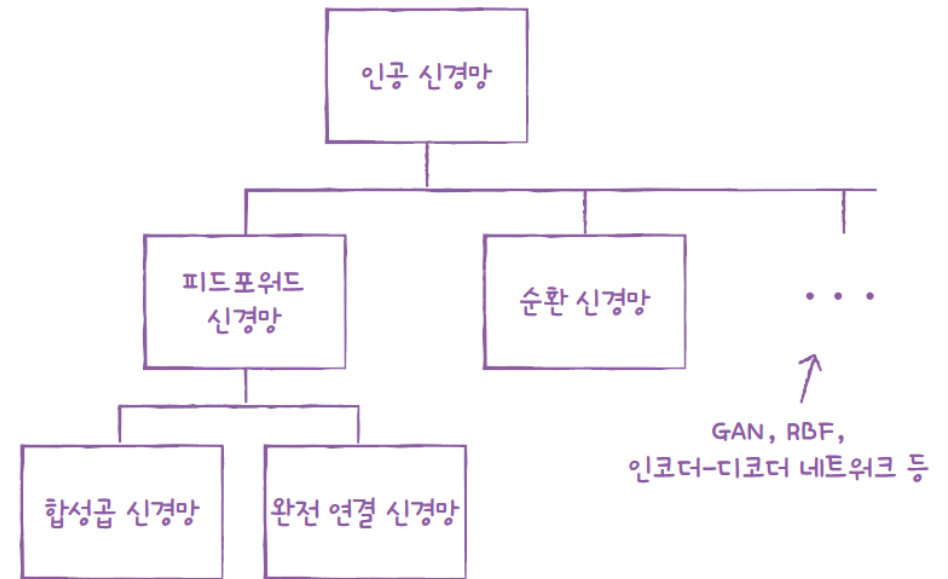 인공 신경망
피드포워드
신경망
순환 신경망
• • •
GAN, RBF,
인코더-디코더 네트워크 등
합성곱 신경망
완전 연결 신경망